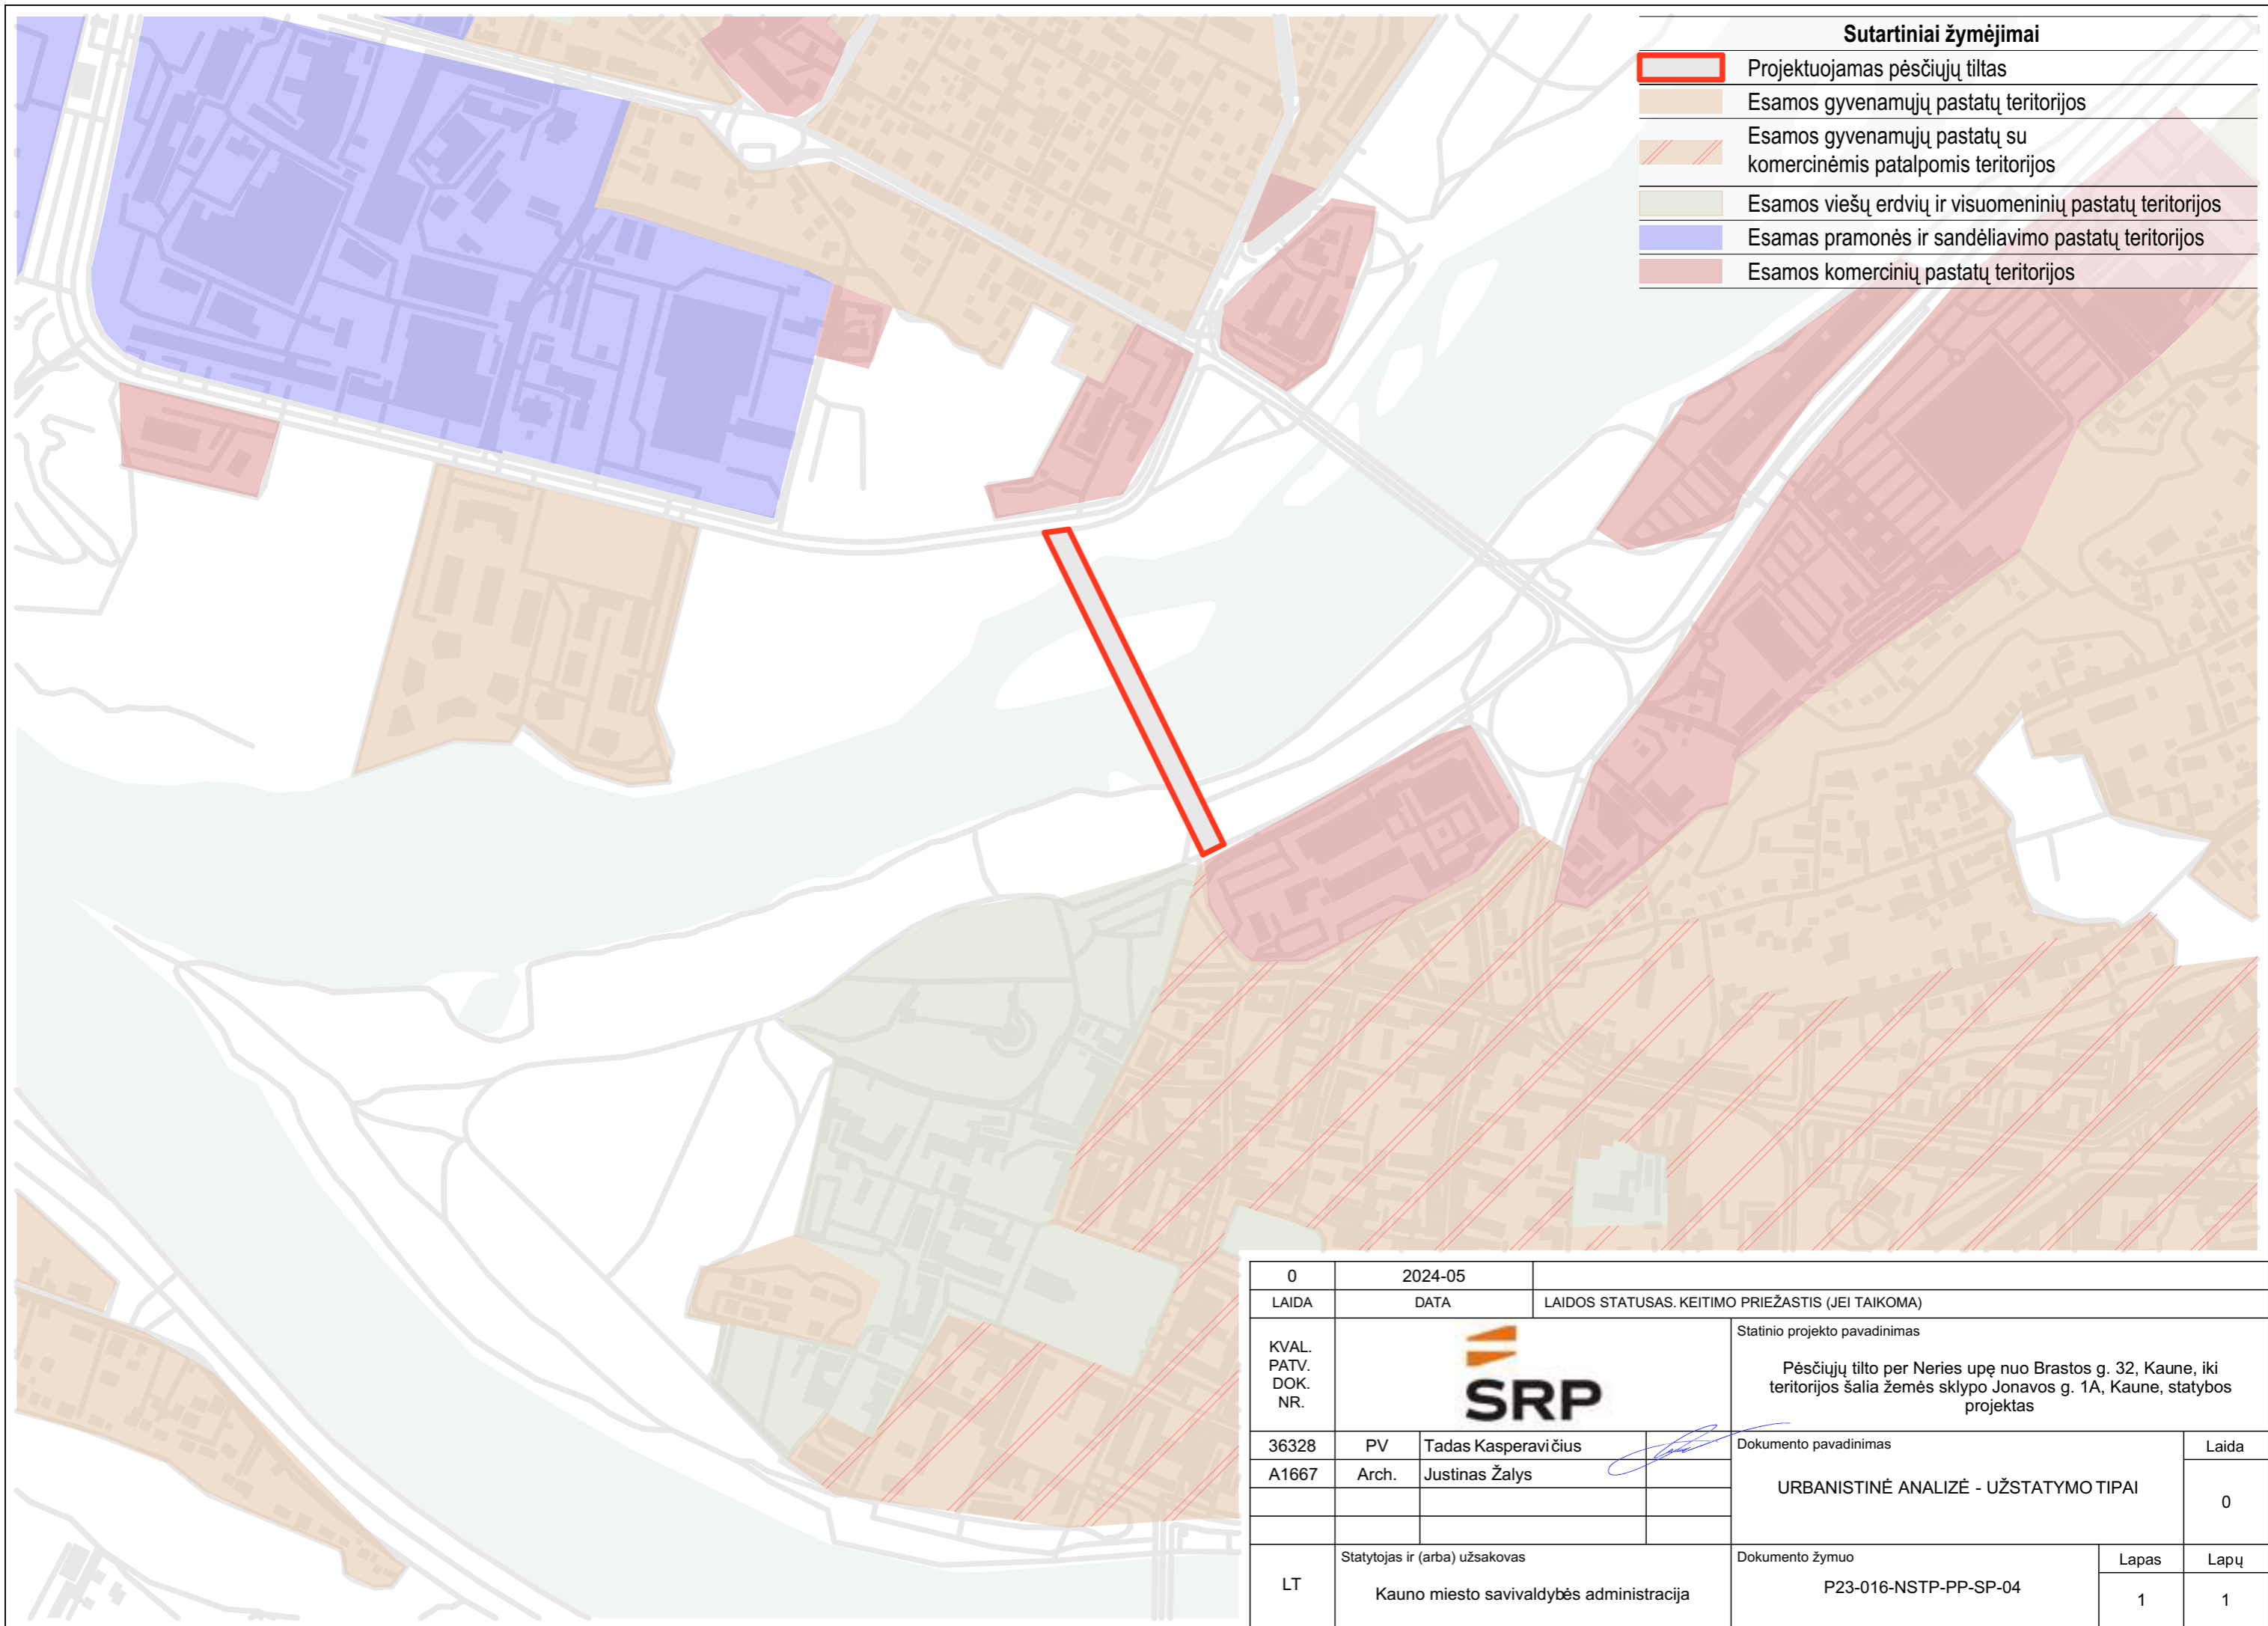 Sutartiniai žymėjimai
Projektuojamas pėsčiųjų tiltas
Esamos gyvenamųjų pastatų teritorijos
Esamos gyvenamųjų pastatų su
komercinėmis patalpomis teritorijos
Esamos viešų erdvių ir visuomeninių pastatų teritorijos
Esamas pramonės ir sandėliavimo pastatų teritorijos
Esamos komercinių pastatų teritorijos
0 2024-05
LAIDA DATA LAIDOS STATUSAS. KEITIMO PRIEŽASTIS (JEI TAIKOMA)
KVAL.
PATV.
DOK.
NR.
SRP
Statinio projekto pavadinimas
Pėsčiųjų tilto per Neries upę nuo Brastos g. 32, Kaune, iki
teritorijos šalia žemės sklypo Jonavos g. 1A, Kaune, statybos
projektas
36328 PV Tadas Kasperavičius
A1667 Arch. Justinas Žalys
Dokumento pavadinimas
URBANISTINĖ ANALIZĖ - UŽSTATYMO TIPAI
Laida
0
LT
Statytojas ir (arba) užsakovas
Kauno miesto savivaldybės administracija
Dokumento žymuo
P23-016-NSTP-PP-SP-04
Lapas Lapų
1 1